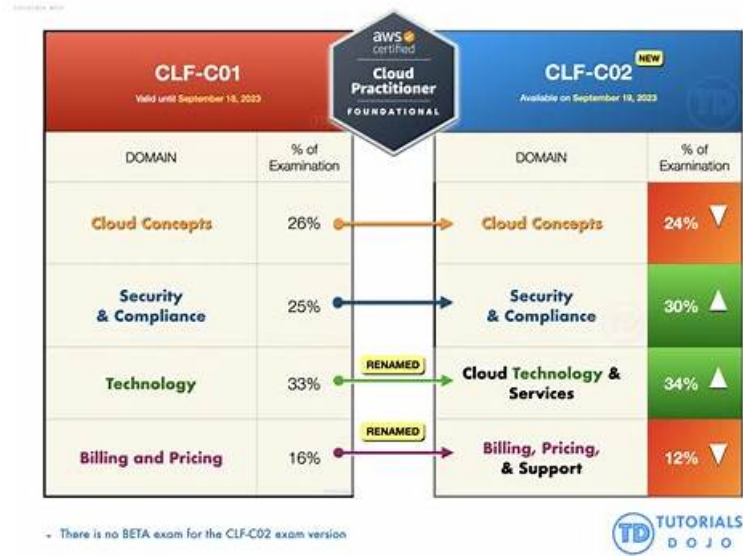 TUTORIALS DOJO
aws
certified
Cloud
Practitioner
FOUNDATIONAL
CLF-C01
Valid until September 18, 2023
CLF-C02
NEW
Available on September 19, 2023
DOMAIN
% of
Examination
DOMAIN
% of
Examination
Cloud Concepts
26%
Cloud Concepts
24%
Security
& Compliance
25%
Security
& Compliance
30%
Technology
33%
RENAMED
Cloud Technology &
Services
34%
Billing and Pricing
16%
RENAMED
Billing, Pricing,
& Support
12%
There is no BETA exam for the CLF-C02 exam version
TD
TUTORIALS
DOJO